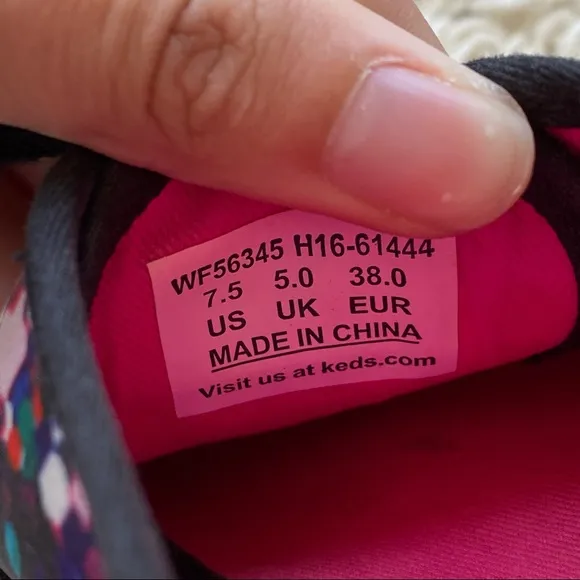 WF56345 H16-61444
7.5 5.0 38.0
US UK EUR
MADE IN CHINA
Visit us at keds.com